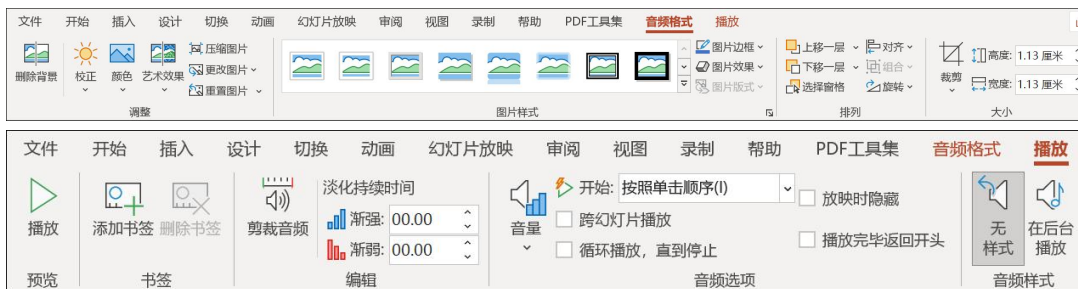 文件 开始 插入 设计 切换 动画 幻灯片放映 审阅 视图 录制 帮助 PDF工具集 音频格式 播放
删除背景 校正 颜色 艺术效果 压缩图片 更改图片 重置图片
调整
图片样式
图片边框 图片效果 图片版式
上移一层 对齐 下移一层 组合 选择窗格 旋转
排列
裁剪 高度: 1.13 厘米 宽度: 1.13 厘米
大小
文件 开始 插入 设计 切换 动画 幻灯片放映 审阅 视图 录制 帮助 PDF工具集 音频格式 播放
播放
预览
添加书签 删除书签
书签
剪裁音频 淡化持续时间
渐强: 00.00
渐弱: 00.00
编辑
音量 开始: 按照单击顺序(I) 放映时隐藏
跨幻灯片播放
循环播放，直到停止 播放完毕返回开头
音频选项
无样式 在后台播放
音频样式